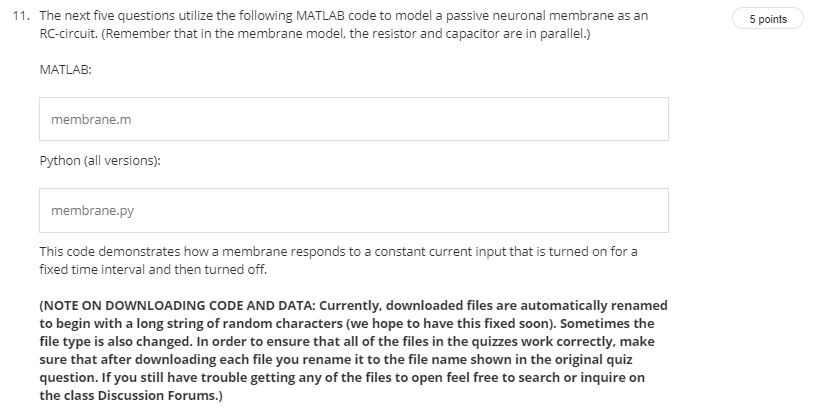 11. The next five questions utilize the following MATLAB code to model a passive neuronal membrane as an
5 points
RC-circuit. (Remember that in the membrane model, the resistor and capacitor are in parallel.)
MATLAB:
membrane.m
Python (all versions):
membrane.py
This code demonstrates how a membrane responds to a constant current input that is turned on for a
fixed time interval and then turned off.
(NOTE ON DOWNLOADING CODE AND DATA: Currently, downloaded files are automatically renamed
to begin with a long string of random characters (we hope to have this fixed soon). Sometimes the
file type is also changed. In order to ensure that all of the files in the quizzes work correctly, make
sure that after downloading each file you rename it to the file name shown in the original quiz
question. If you still have trouble getting any of the files to open feel free to search or inquire on
the class Discussion Forums.)